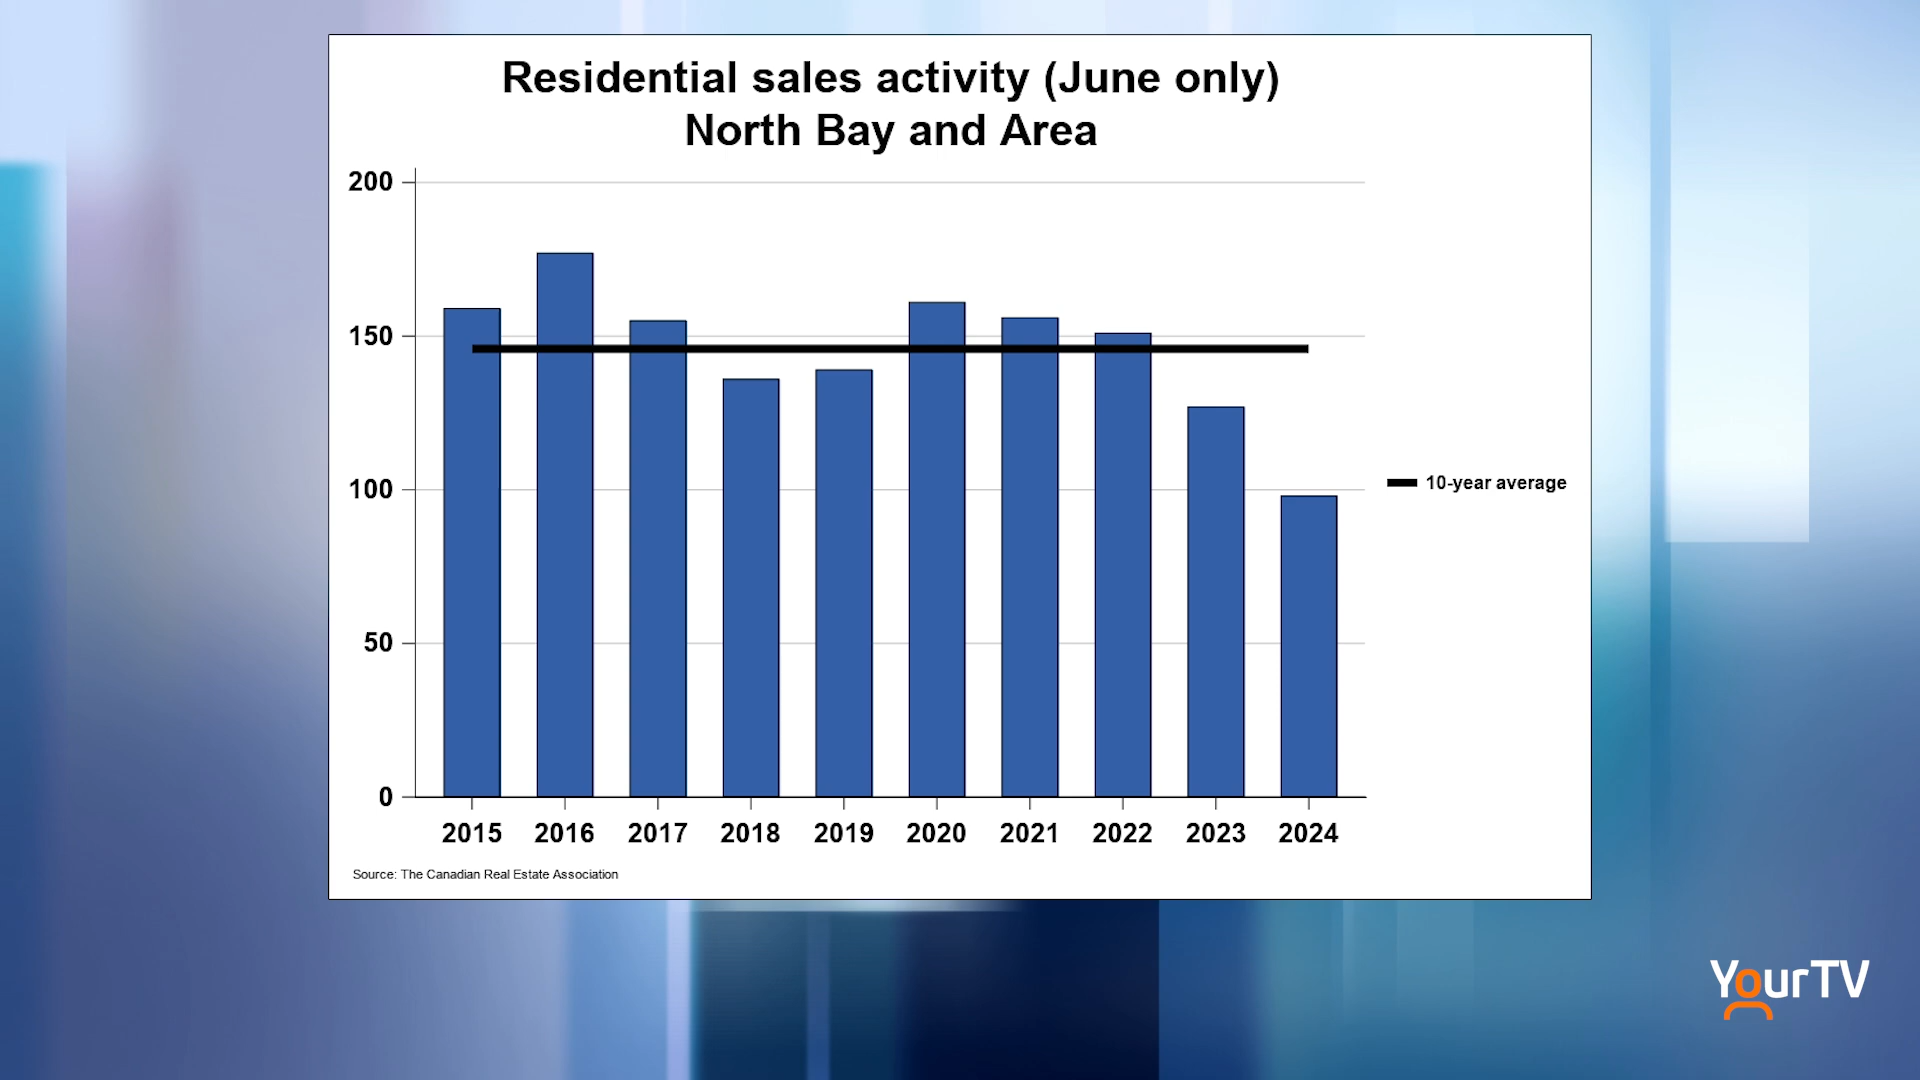 Residential sales activity (June only)
North Bay and Area
200
150
100
50
0
2015 2016 2017 2018 2019 2020 2021 2022 2023 2024
10-year average
Source: The Canadian Real Estate Association
YourTV